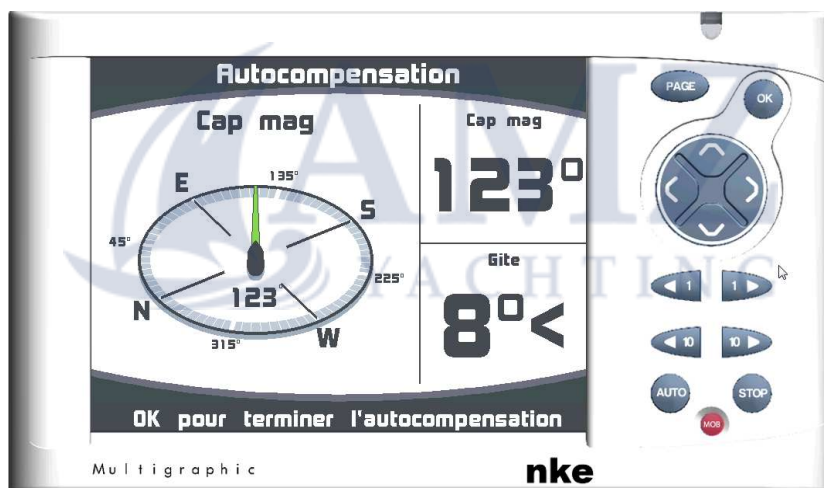 Autocompensation
Cap mag
135°
E
S
45°
225°
123°
N
W
315°
Cap mag
123°
Gite
8°<
OK pour terminer l'autocompensation
PAGE
OK
1
1
10
10
AUTO
STOP
MOB
Multigraphic
nke
AMZ
YACHTING